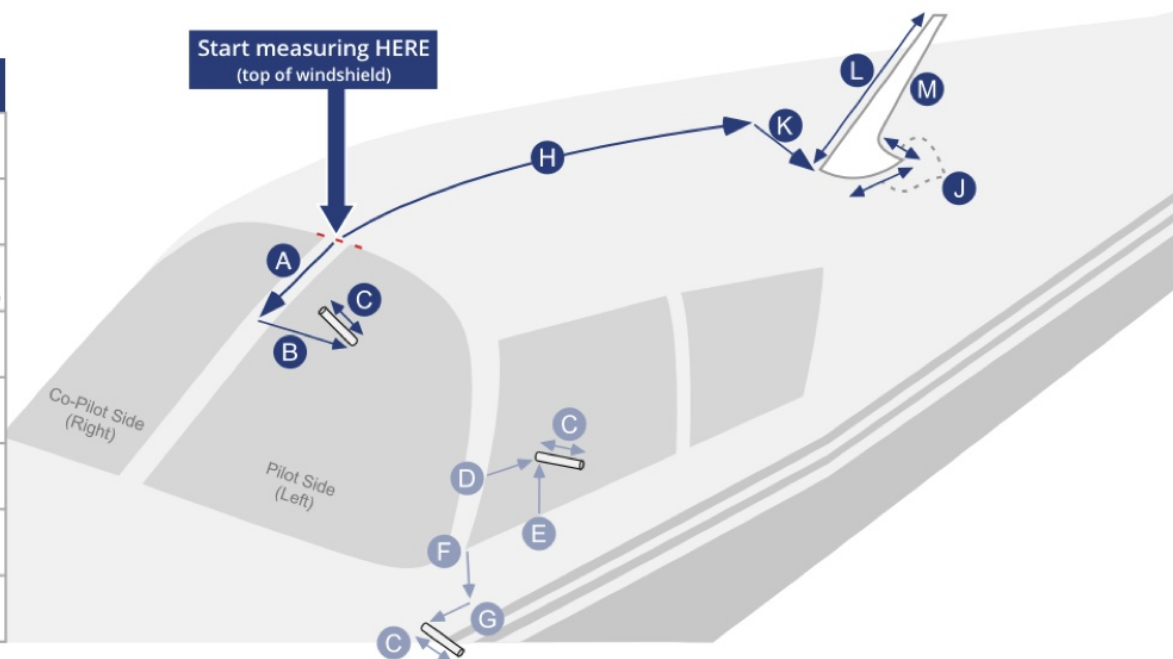 Start measuring HERE
(top of windshield)
L
M
K
H
J
A
C
B
Co-Pilot Side
(Right)
C
Pilot Side
(Left)
D
E
F
G
C